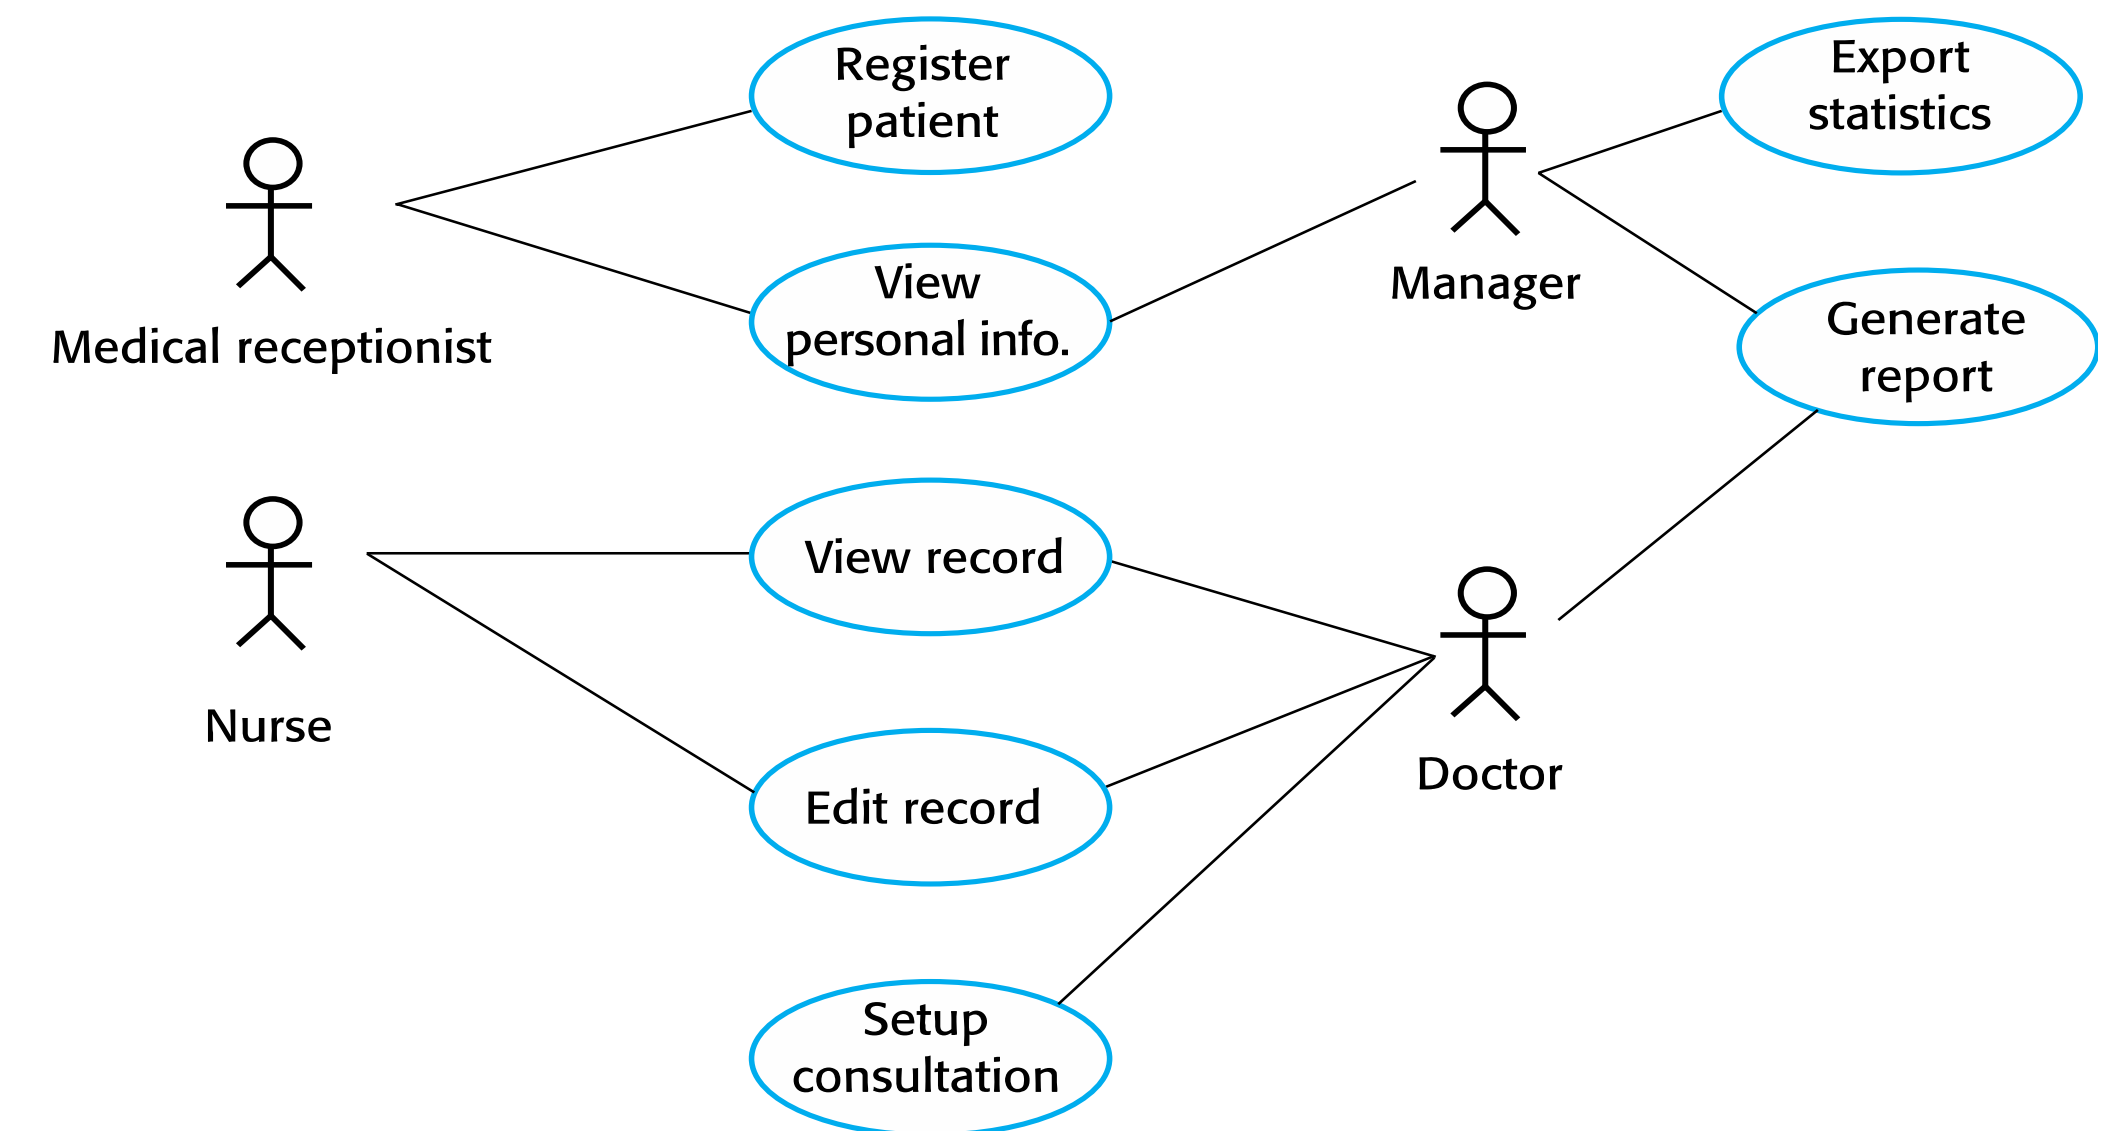 Register
patient
Export
statistics
Medical receptionist
View
personal info.
Manager
Generate
report
Nurse
View record
Edit record
Doctor
Setup
consultation